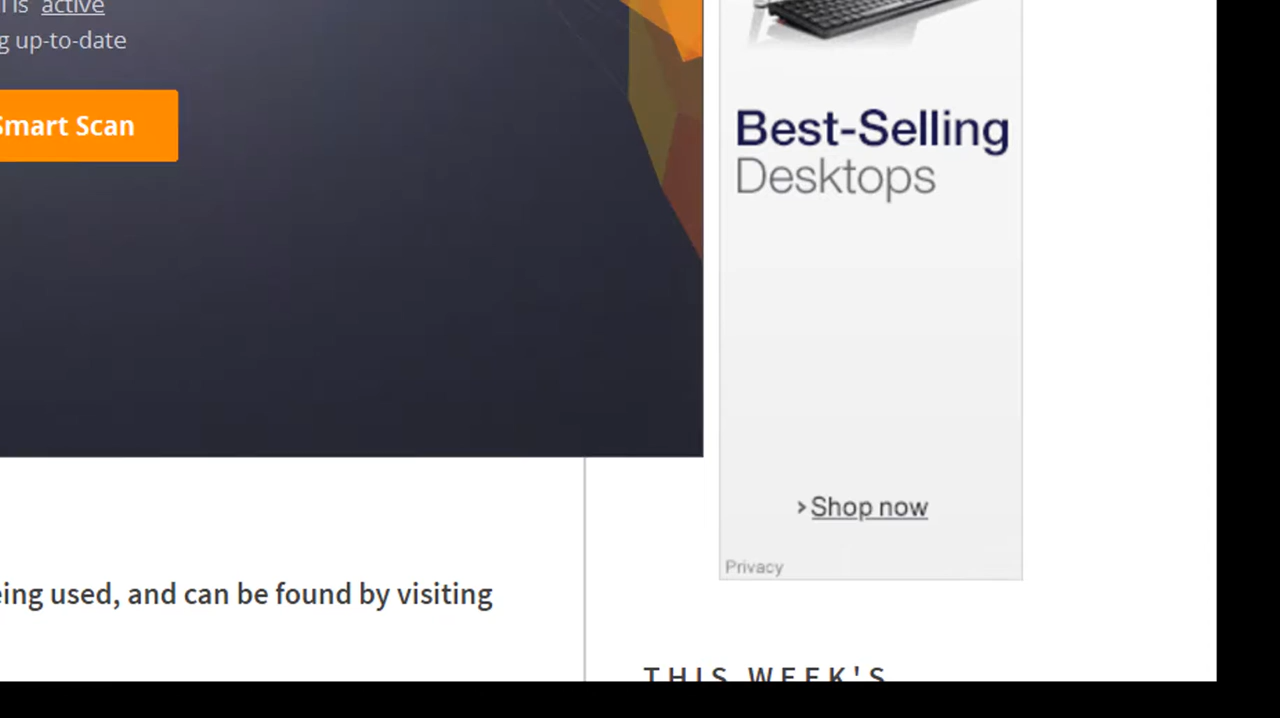 is active
g up-to-date
Smart Scan
Best-Selling
Desktops
> Shop now
Privacy
eing used, and can be found by visiting
THIS WEEK'S